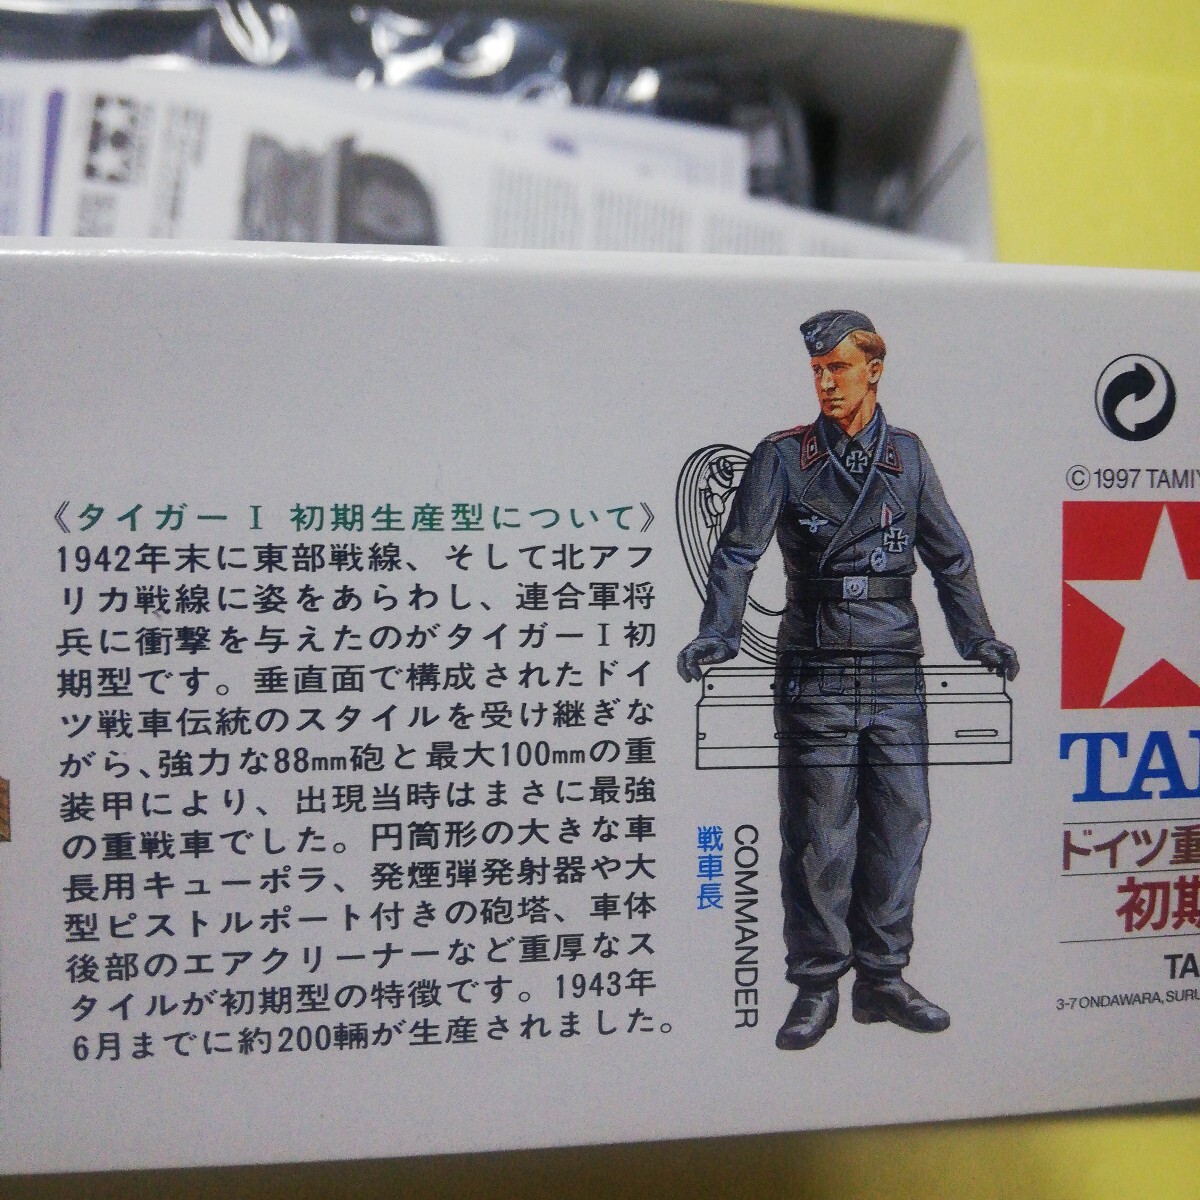 《タイガーⅠ 初期生産型について》
1942年末に東部戦線、そして北アフ
リカ戦線に姿をあらわし、連合軍将
兵に衝撃を与えたのがタイガーⅠ初
期型です。垂直面で構成されたドイ
ツ戦車伝統のスタイルを受け継ぎな
がら、強力な88mm砲と最大100mmの重
装甲により、出現当時はまさに最強
の重戦車でした。円筒形の大きな車
長用キューポラ、発煙弾発射器や大
型ピストルポート付きの砲塔、車体
後部のエアクリーナーなど重厚なス
タイルが初期型の特徴です。1943年
6月までに約200輛が生産されました。
COMMANDER
戦車長
© 1997 TAMIY
TAM
ドイツ重
初期
TA
3-7 ONDAWARA, SURU